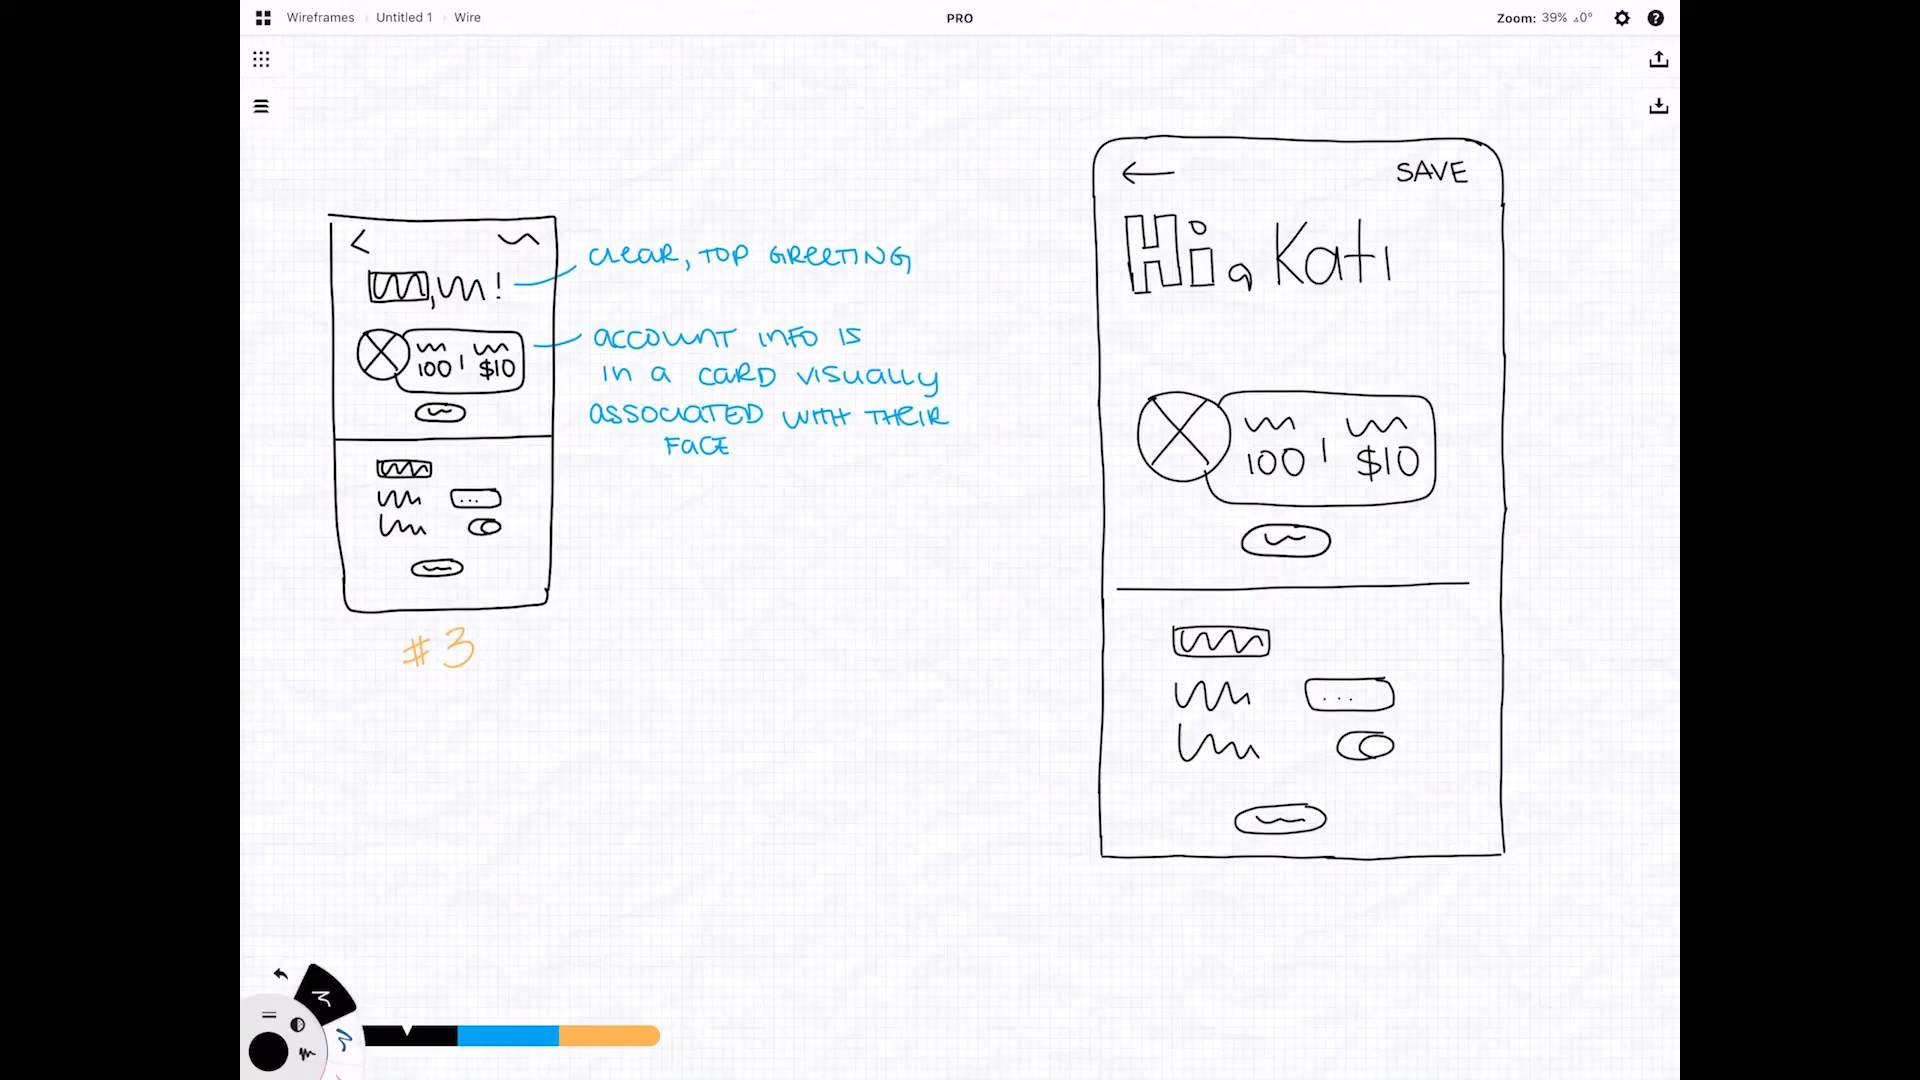 Wireframes Untitled 1 Wire
PRO
Zoom: 39% ⊿0°
SAVE
Hi, Kati
CLEAR, TOP GREETING
!
ACCOUNT INFO IS
IN A CARD VISUALLY
ASSOCIATED WITH THEIR
FACE
100 $10
100 $10
...
...
#3